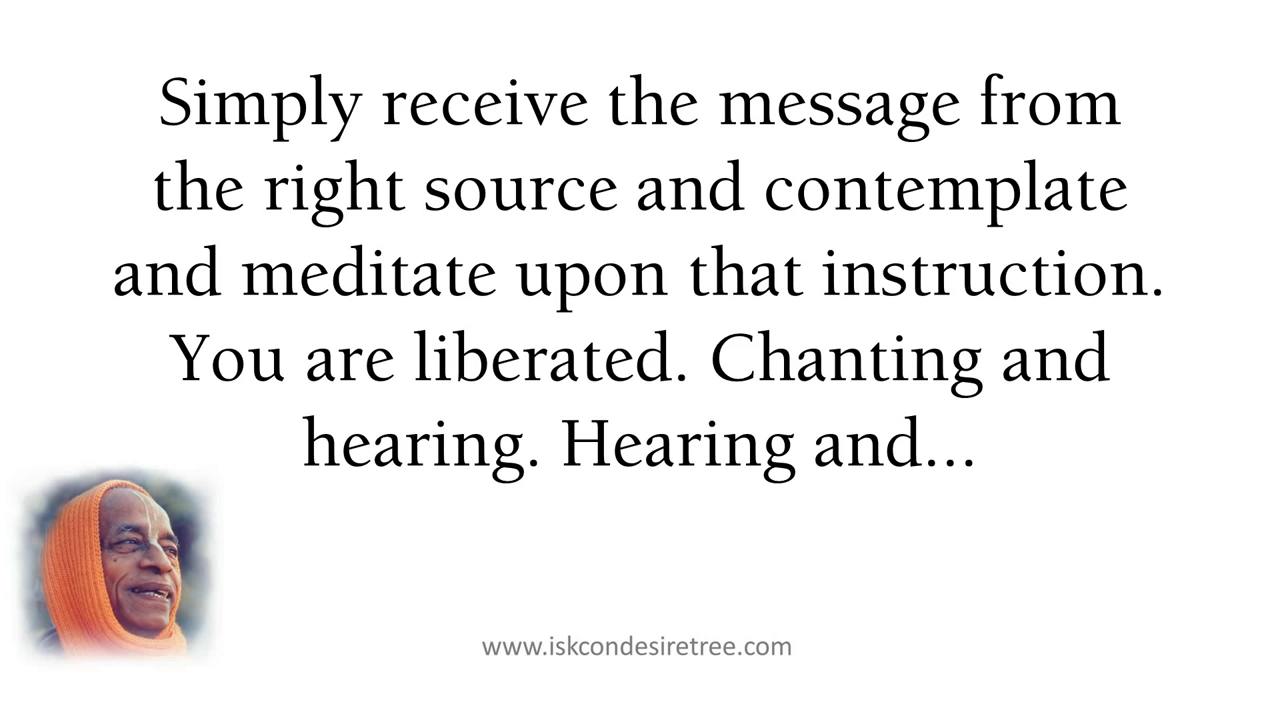 Simply receive the message from
the right source and contemplate
and meditate upon that instruction.
You are liberated. Chanting and
hearing. Hearing and...
www.iskcondesiretree.com